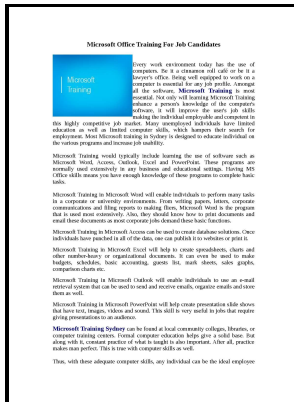 Microsoft Office Training For Job Candidates
Microsoft
Training
Every work environment today has the use of
computers. Be it a cinnamon roll café or be it a
lawyer's office. Being well equipped to work on a
computer is essential for any job profile. Amongst
all the software, Microsoft Training is most
essential. Not only will learning Microsoft Training
enhance a person's knowledge of the computer's
software, it will improve the user's job skills
making the individual employable and competent in
this highly competitive job market. Many unemployed individuals have limited
education as well as limited computer skills, which hampers their search for
employment. Most Microsoft training in Sydney is designed to educate individual on
the various programs and increase job usability.
Microsoft Training would typically include learning the use of software such as
Microsoft Word, Access, Outlook, Excel and PowerPoint. These programs are
normally used extensively in any business and educational settings. Having MS
Office skills means you have enough knowledge of these programs to complete basic
tasks.
Training in Microsoft Word will enable individuals to perform many tasks
in a corporate or university environments. From writing papers, letters, corporate
communications and filing reports to making fliers, Microsoft Word is the program
that is used most extensively. Also, they should know how to print documents and
email these documents as most corporate jobs demand these basic functions.
Training in Microsoft Access can be used to create database solutions. Once
individuals have punched in all of the data, one can publish it to websites or print it.
Training in Microsoft Excel will help to create spreadsheets, charts and
other number-heavy or organizational documents. It can even be used to make
budgets, schedules, basic accounting, guests list, mark sheets, sales graphs,
comparison charts etc.
Training in Microsoft Outlook will enable individuals to use an e-mail
retrieval system that can be used to send and receive emails, organize emails and store
them as well.
Training in Microsoft PowerPoint will help create presentation slide shows
that have text, images, videos and sound. This skill is very useful in jobs that require
giving presentations to an audience.
Microsoft Training Sydney can be found at local community colleges, libraries, or
computer training centers. Formal computer education helps give a solid base. But
along with it, constant practice of what is taught is also important. After all, practice
makes man perfect. This is true with computer skills as well.
Thus, with these adequate computer skills, any individual can be the ideal employee